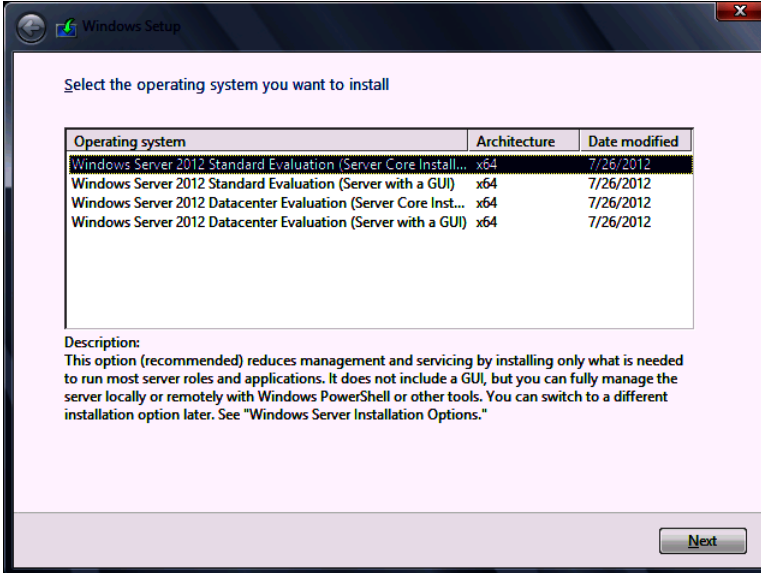 Windows Setup
Select the operating system you want to install
Operating system Architecture Date modified
Windows Server 2012 Standard Evaluation (Server Core Install... x64 7/26/2012
Windows Server 2012 Standard Evaluation (Server with a GUI) x64 7/26/2012
Windows Server 2012 Datacenter Evaluation (Server Core Inst... x64 7/26/2012
Windows Server 2012 Datacenter Evaluation (Server with a GUI) x64 7/26/2012
Description:
This option (recommended) reduces management and servicing by installing only what is needed
to run most server roles and applications. It does not include a GUI, but you can fully manage the
server locally or remotely with Windows PowerShell or other tools. You can switch to a different
installation option later. See "Windows Server Installation Options."
Next